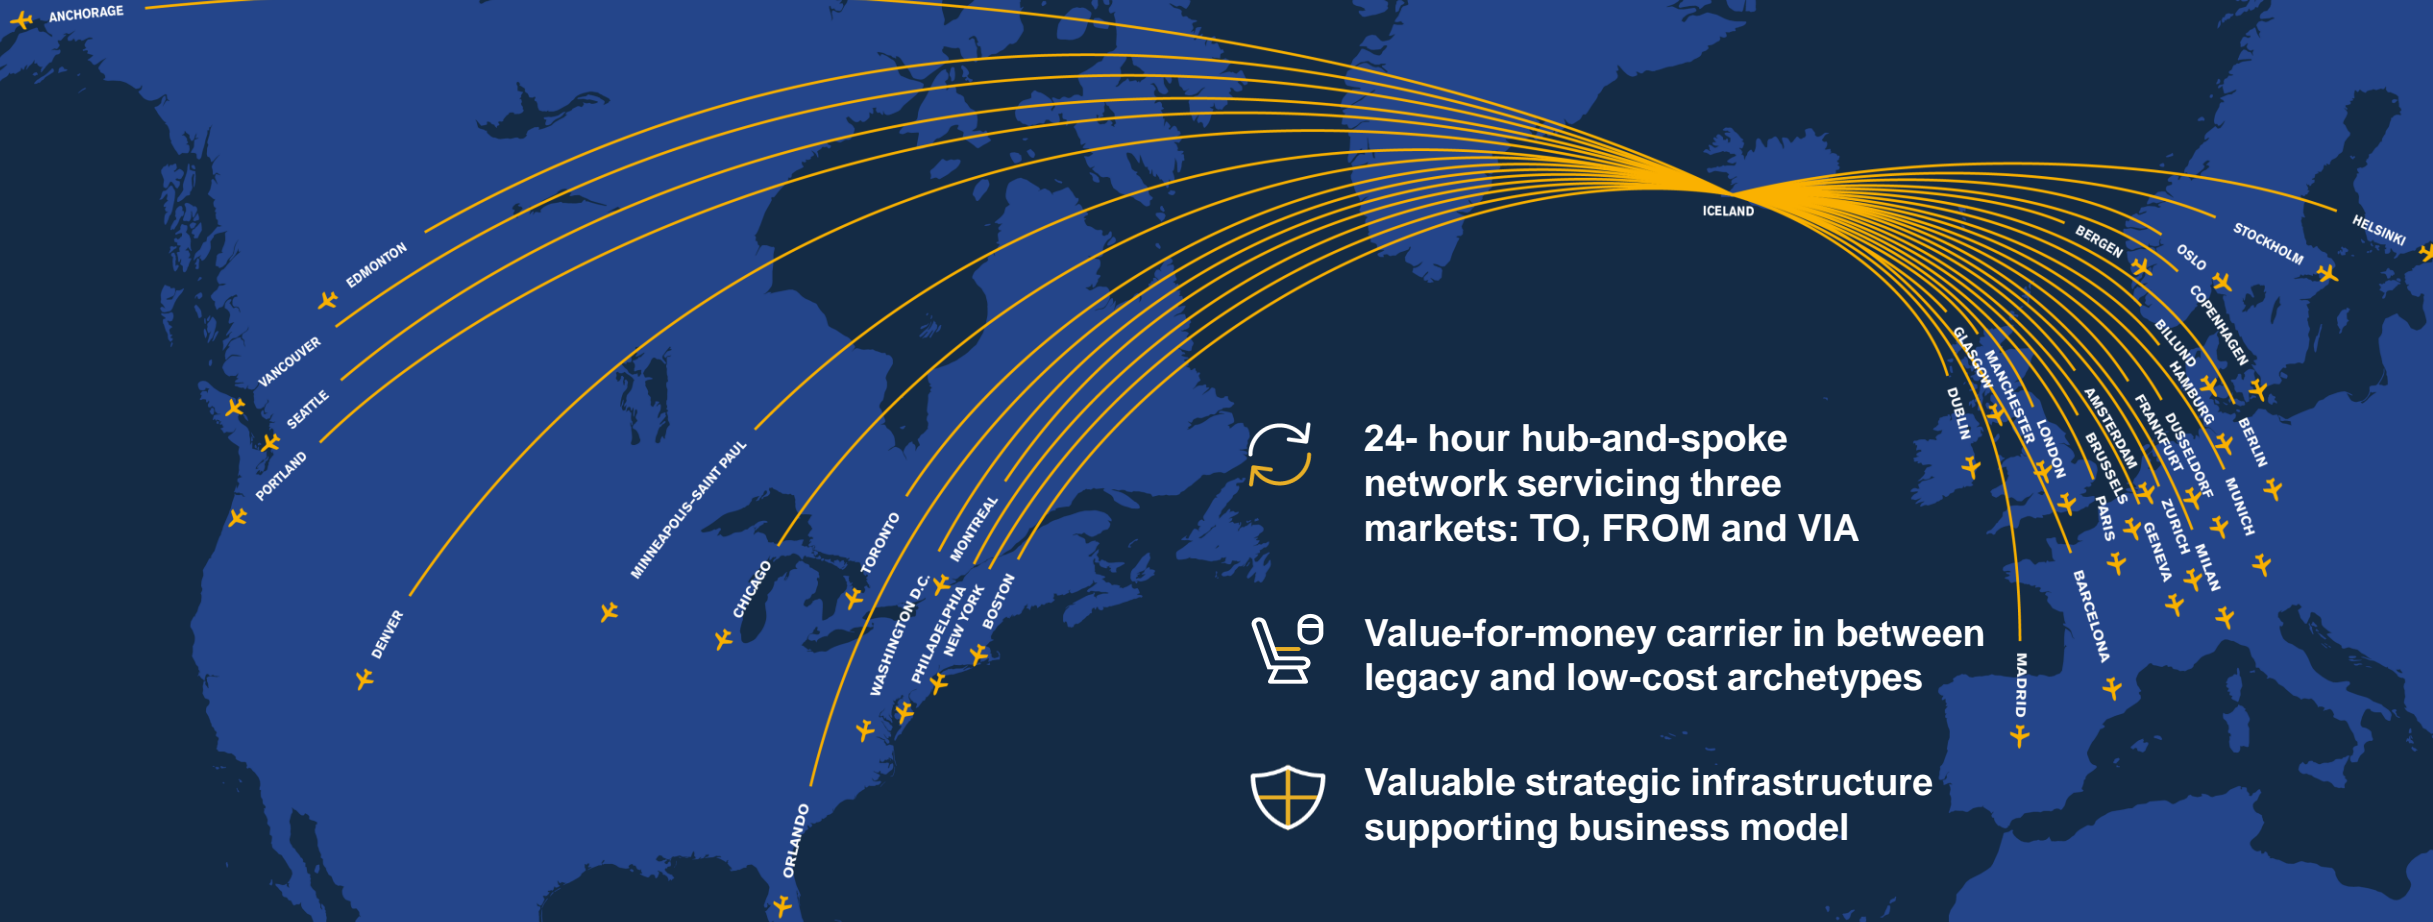 ANCHORAGE
EDMONTON
VANCOUVER
SEATTLE
PORTLAND
DENVER
MINNEAPOLIS–SAINT PAUL
CHICAGO
TORONTO
MONTREAL
WASHINGTON D.C.
PHILADELPHIA
NEW YORK
BOSTON
ORLANDO
ICELAND
HELSINKI
STOCKHOLM
OSLO
BERGEN
COPENHAGEN
BILLUND
HAMBURG
BERLIN
GLASGOW
MANCHESTER
DUBLIN
LONDON
AMSTERDAM
BRUSSELS
FRANKFURT
DUSSELDORF
MUNICH
PARIS
ZURICH
GENEVA
MILAN
BARCELONA
MADRID
24- hour hub-and-spoke
network servicing three
markets: TO, FROM and VIA
Value-for-money carrier in between
legacy and low-cost archetypes
Valuable strategic infrastructure
supporting business model